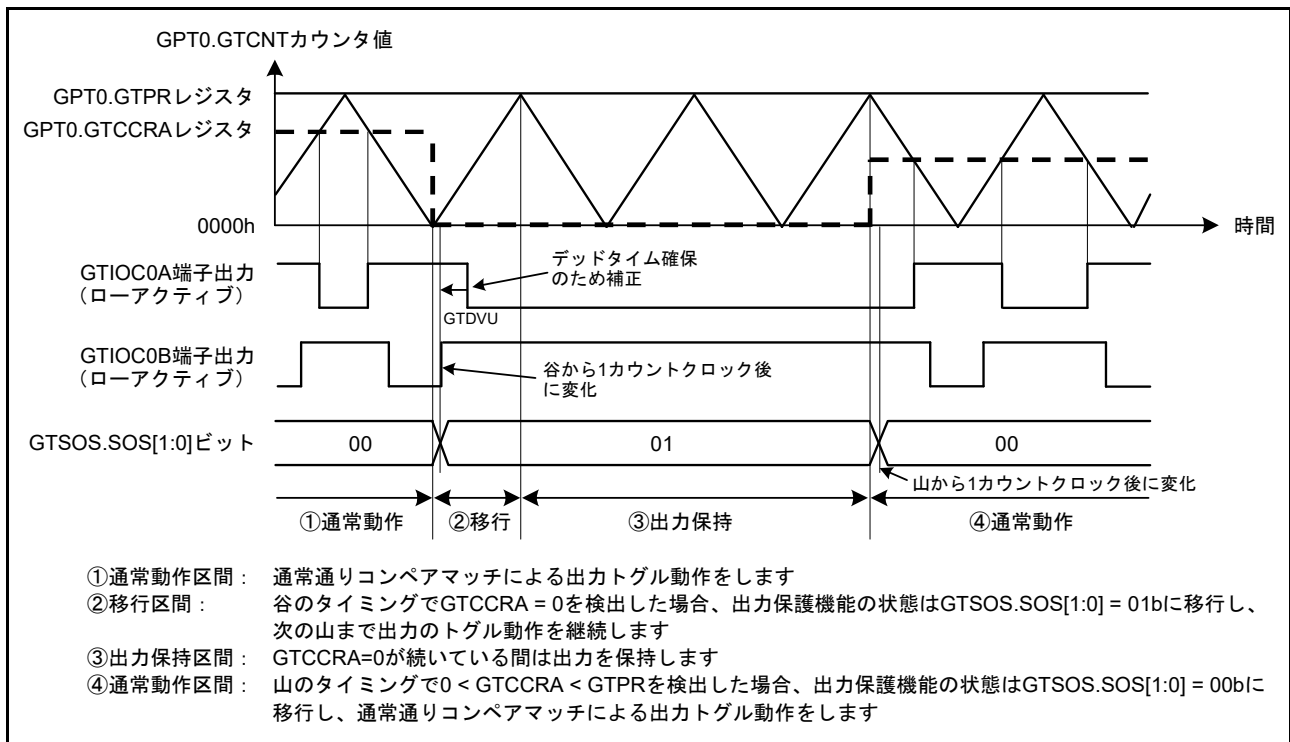 GPT0.GTCNTカウンタ値
GPT0.GTPRレジスタ
GPT0.GTCCRAレジスタ
0000h
時間
GTIOC0A端子出力
（ローアクティブ）
デッドタイム確保
のため補正
GTDVU
GTIOC0B端子出力
（ローアクティブ）
谷から1カウントクロック後
に変化
GTSOS.SOS[1:0]ビット
00
01
00
山から1カウントクロック後に変化
①通常動作
②移行
③出力保持
④通常動作
①通常動作区間： 通常通りコンペアマッチによる出力トグル動作をします
②移行区間： 谷のタイミングでGTCCRA = 0を検出した場合、出力保護機能の状態はGTSOS.SOS[1:0] = 01bに移行し、
次の山まで出力のトグル動作を継続します
③出力保持区間： GTCCRA=0が続いている間は出力を保持します
④通常動作区間： 山のタイミングで0 < GTCCRA < GTPRを検出した場合、出力保護機能の状態はGTSOS.SOS[1:0] = 00bに
移行し、通常通りコンペアマッチによる出力トグル動作をします